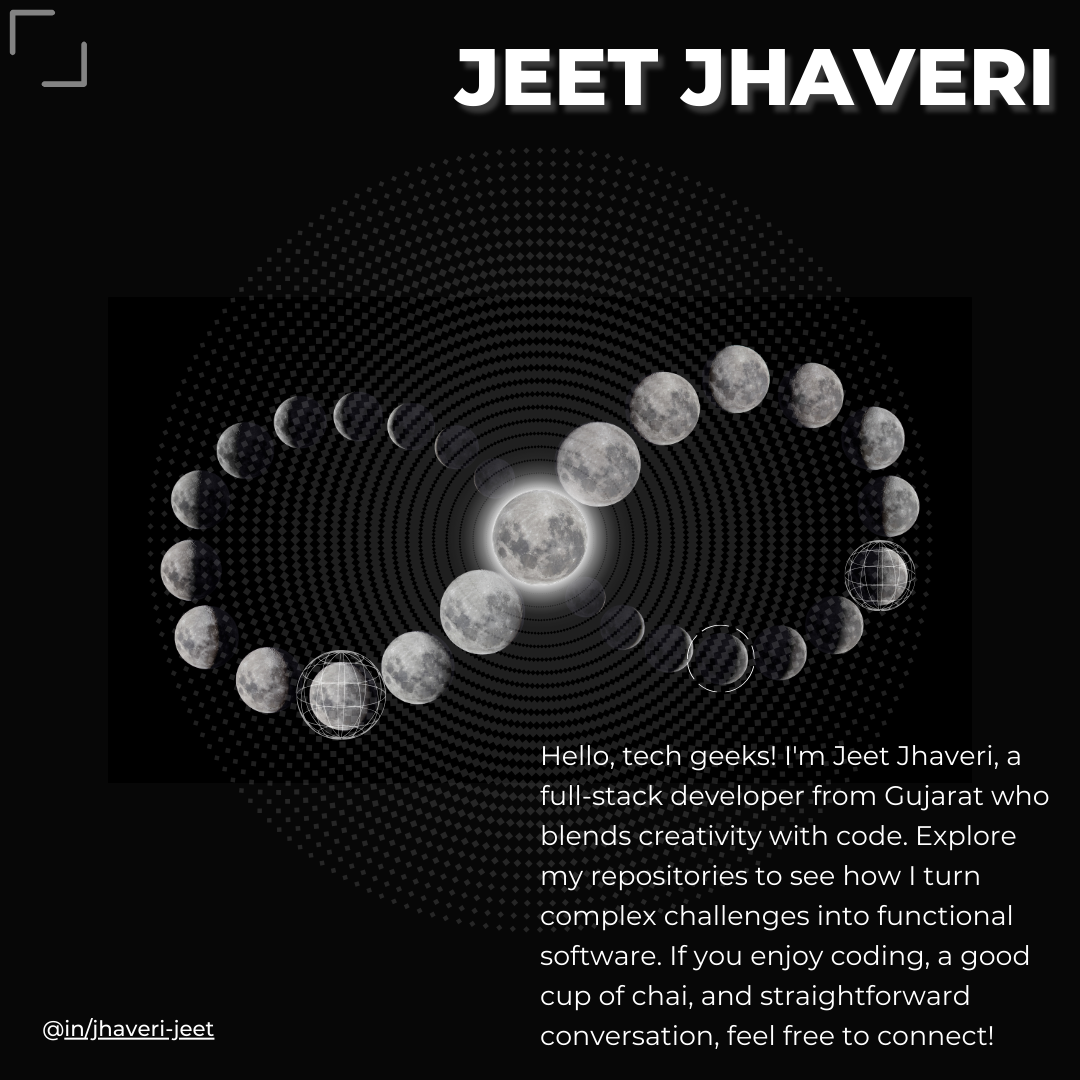 JEET JHAVERI
Hello, tech geeks! I'm Jeet Jhaveri, a
full-stack developer from Gujarat who
blends creativity with code. Explore
my repositories to see how I turn
complex challenges into functional
software. If you enjoy coding, a good
cup of chai, and straightforward
conversation, feel free to connect!
@in/jhaveri-jeet